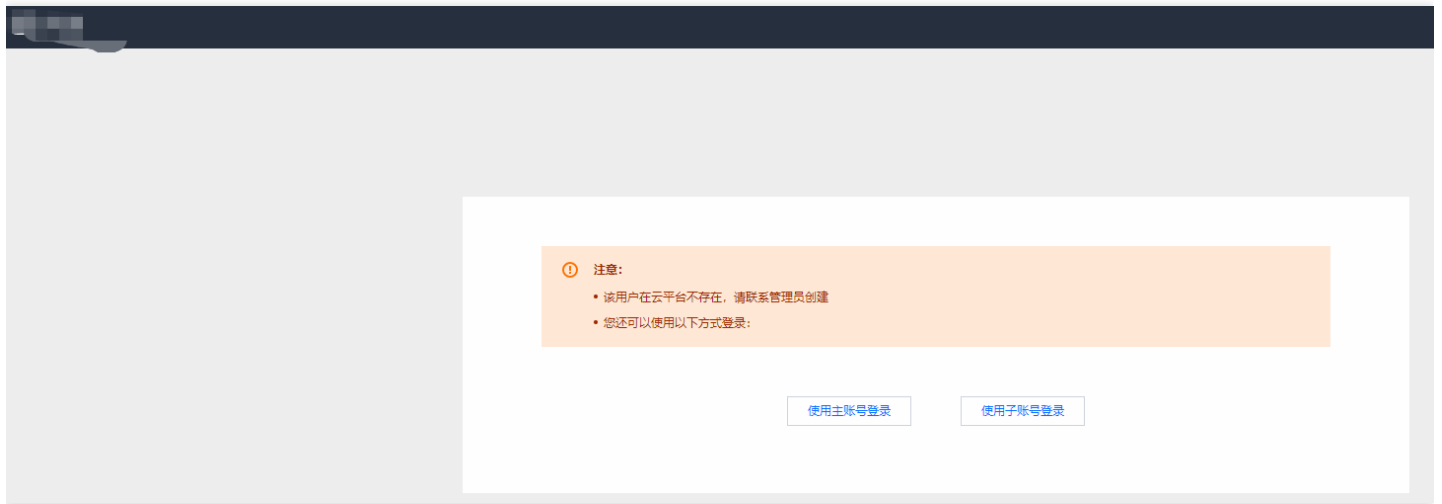 注意：
• 该用户在云平台不存在，请联系管理员创建
• 您还可以使用以下方式登录：
使用主账号登录 使用子账号登录